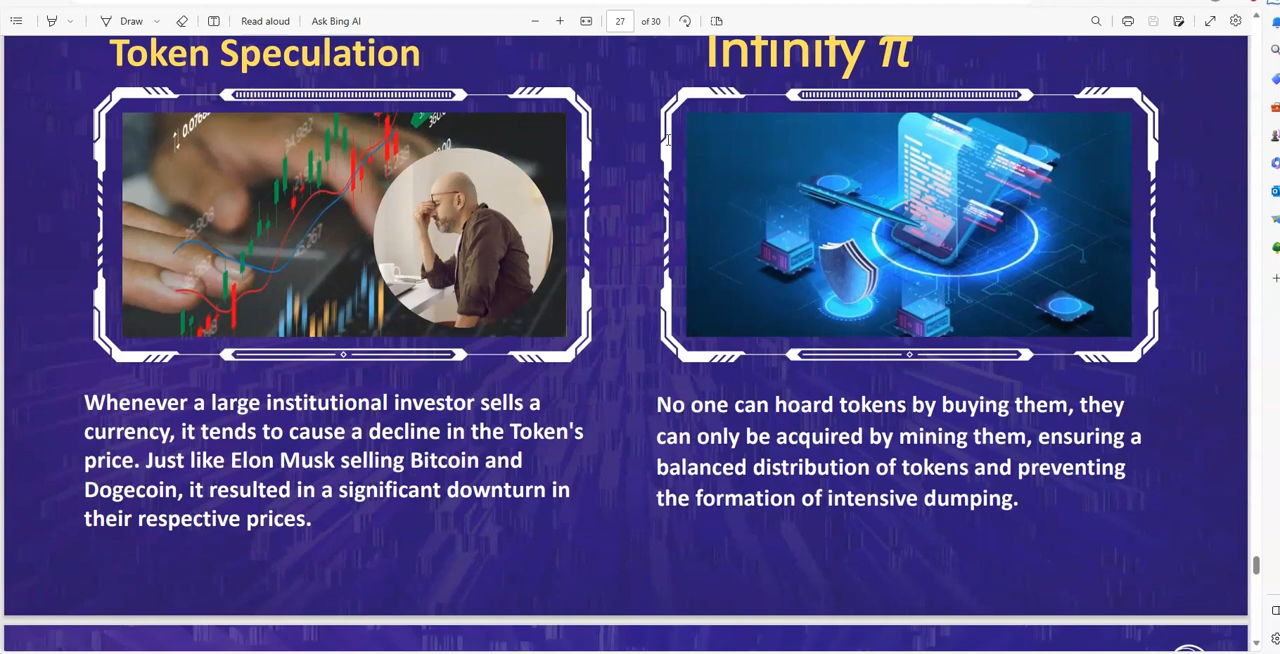 Draw
Read aloud
Ask Bing AI
27
of 30
Token Speculation
Infinity π
Whenever a large institutional investor sells a
currency, it tends to cause a decline in the Token's
price. Just like Elon Musk selling Bitcoin and
Dogecoin, it resulted in a significant downturn in
their respective prices.
No one can hoard tokens by buying them, they
can only be acquired by mining them, ensuring a
balanced distribution of tokens and preventing
the formation of intensive dumping.